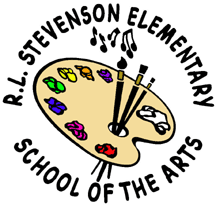 R.L. STEVENSON ELEMENTARY
SCHOOL OF THE ARTS